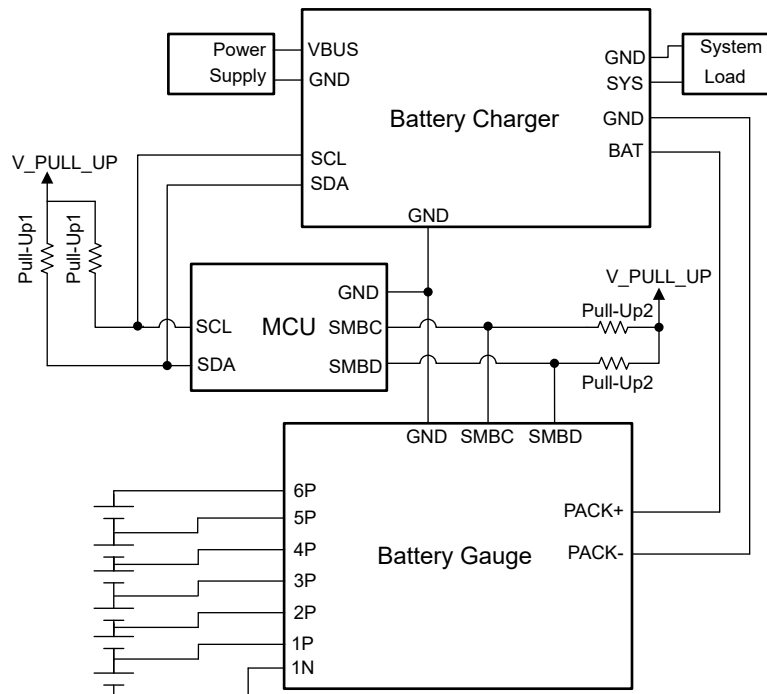 Power
Supply
VBUS
GND
SCL
SDA
Battery Charger
GND
SYS
GND
BAT
GND
System
Load
V_PULL_UP
Pull-Up1
Pull-Up1
SCL
SDA
MCU
GND
SMBC
SMBD
V_PULL_UP
Pull-Up2
Pull-Up2
GND
SMBC
SMBD
6P
5P
4P
3P
2P
1P
1N
Battery Gauge
PACK+
PACK-